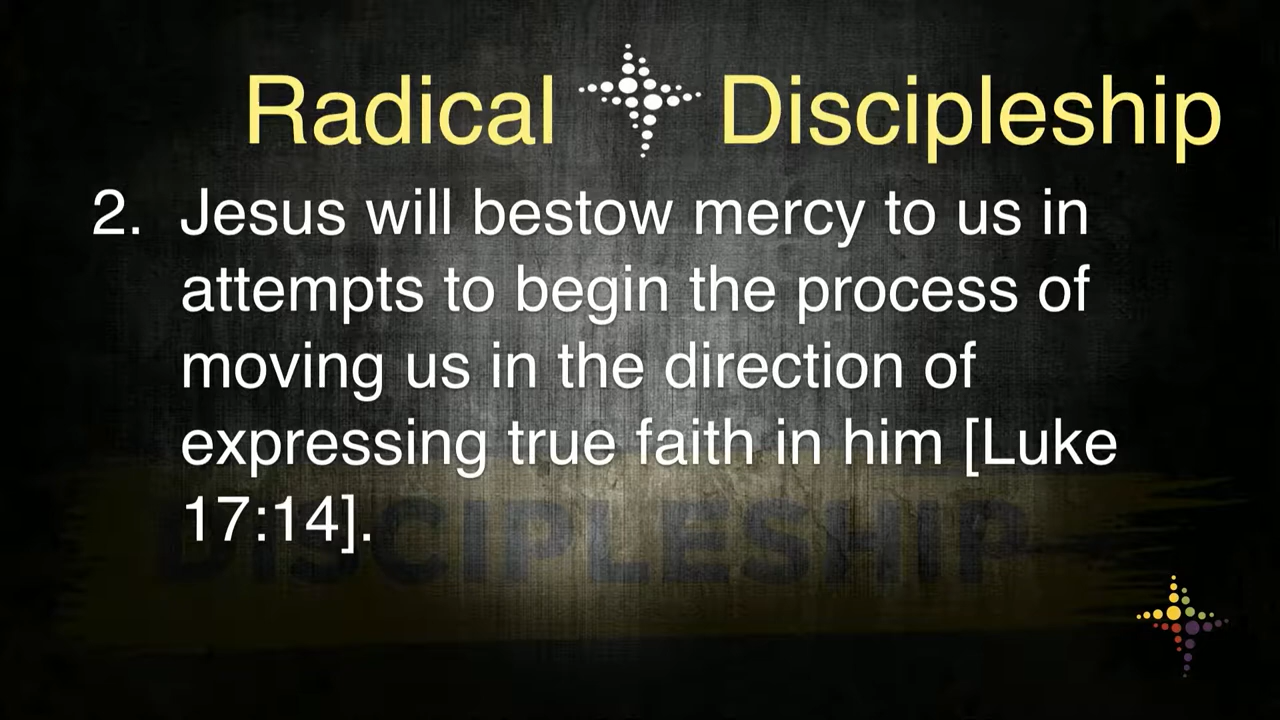 Radical Discipleship
2. Jesus will bestow mercy to us in
attempts to begin the process of
moving us in the direction of
expressing true faith in him [Luke
17:14].
DISCIPLESHIP